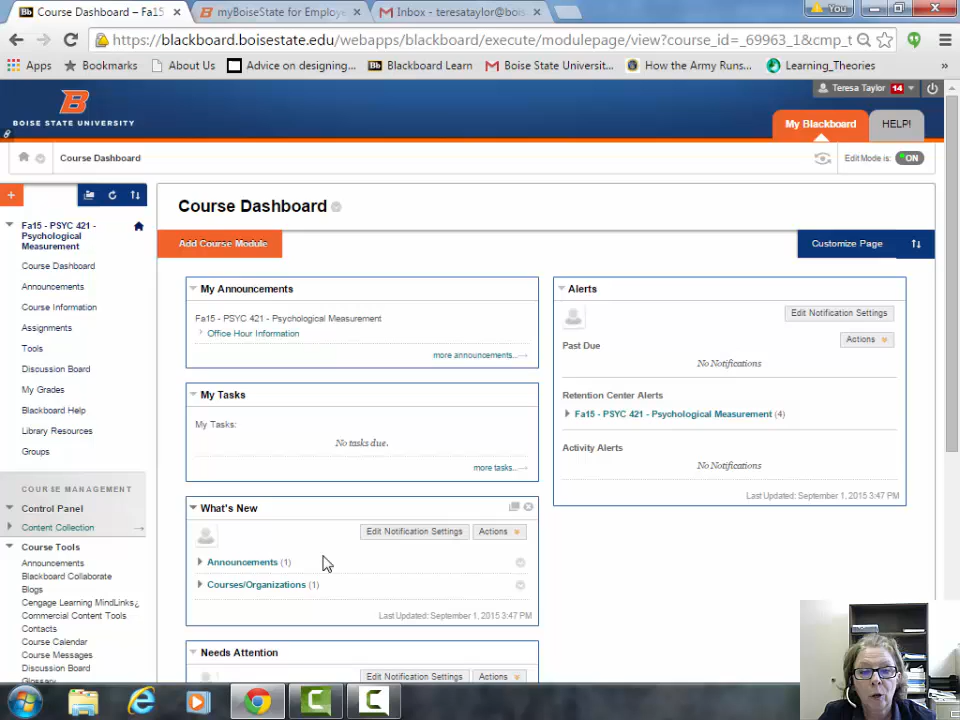 Course Dashboard – Fa15
myBoiseState for Employe
Inbox - teresataylor@bois
You
https://blackboard.boisestate.edu/webapps/blackboard/execute/modulepage/view?course_id=_69963_1&cmp_t
Apps
Bookmarks
About Us
Advice on designing...
Blackboard Learn
Boise State Universit...
How the Army Runs...
Learning_Theories
»
Teresa Taylor 14
B
BOISE STATE UNIVERSITY
My Blackboard
HELP!
Course Dashboard
Edit Mode is: ON
Fa15 - PSYC 421 -
Psychological
Measurement
Course Dashboard
Announcements
Course Information
Assignments
Tools
Discussion Board
My Grades
Blackboard Help
Library Resources
Groups
COURSE MANAGEMENT
Control Panel
Content Collection
Course Tools
Announcements
Blackboard Collaborate
Blogs
Cengage Learning MindLinks¿
Commercial Content Tools
Contacts
Course Calendar
Course Messages
Discussion Board
Glossary
Course Dashboard
Add Course Module
Customize Page
My Announcements
Fa15 - PSYC 421 - Psychological Measurement
Office Hour Information
more announcements...
My Tasks
My Tasks:
No tasks due.
more tasks...
What's New
Edit Notification Settings
Actions
Announcements (1)
Courses/Organizations (1)
Last Updated: September 1, 2015 3:47 PM
Needs Attention
Edit Notification Settings
Actions
Alerts
Edit Notification Settings
Actions
Past Due
No Notifications
Retention Center Alerts
Fa15 - PSYC 421 - Psychological Measurement (4)
Activity Alerts
No Notifications
Last Updated: September 1, 2015 3:47 PM